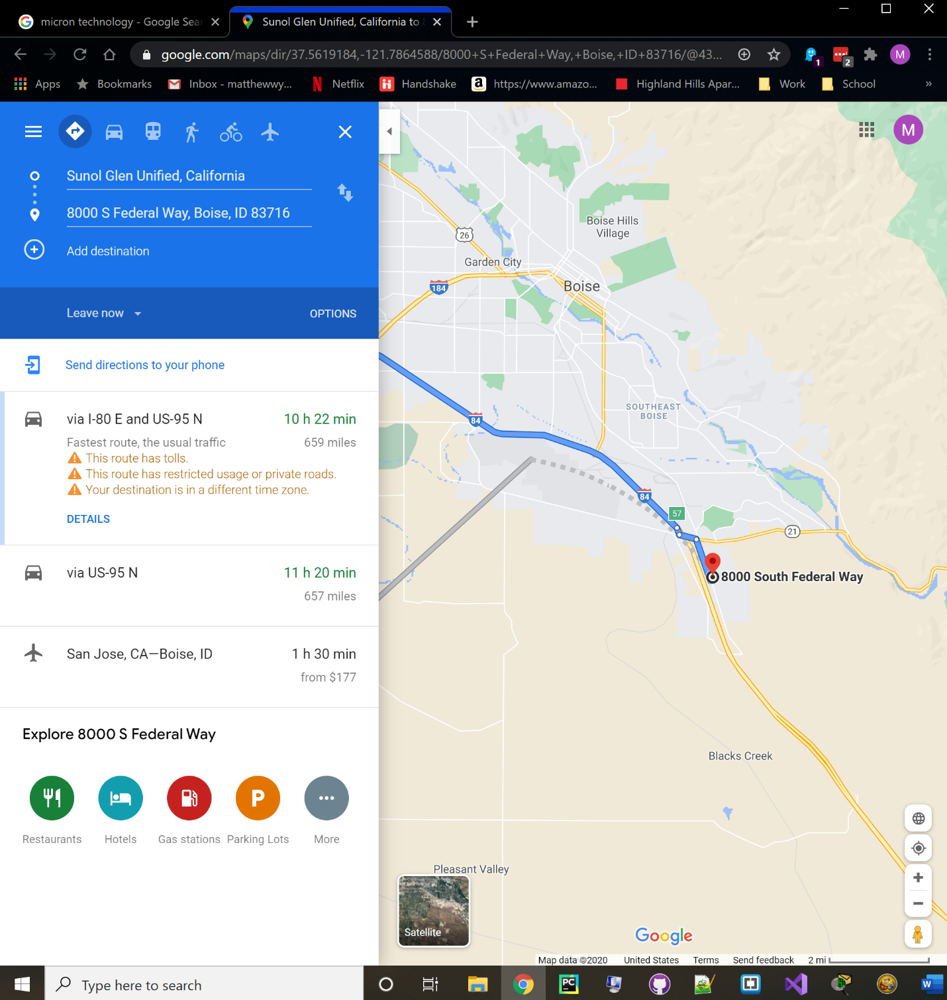 micron technology - Google Sear
Sunol Glen Unified, California to
google.com/maps/dir/37.5619184,-121.7864588/8000+S+Federal+Way,+Boise,+ID+83716/@43...
1
2
M
Apps
Bookmarks
Inbox - matthewwy...
Netflix
Handshake
https://www.amazo...
Highland Hills Apar...
Work
School
»
Sunol Glen Unified, California
8000 S Federal Way, Boise, ID 83716
Add destination
Leave now
OPTIONS
Send directions to your phone
via I-80 E and US-95 N
10 h 22 min
Fastest route, the usual traffic
659 miles
This route has tolls.
This route has restricted usage or private roads.
Your destination is in a different time zone.
DETAILS
via US-95 N
11 h 20 min
657 miles
San Jose, CA—Boise, ID
1 h 30 min
from $177
Explore 8000 S Federal Way
P
Restaurants
Hotels
Gas stations
Parking Lots
More
M
Boise Hills
Village
26
Garden City
184
Boise
SOUTHEAST
BOISE
84
84
57
21
8000 South Federal Way
Blacks Creek
Pleasant Valley
Satellite
Google
Map data ©2020
United States
Terms
Send feedback
2 mi
Type here to search
PC
W